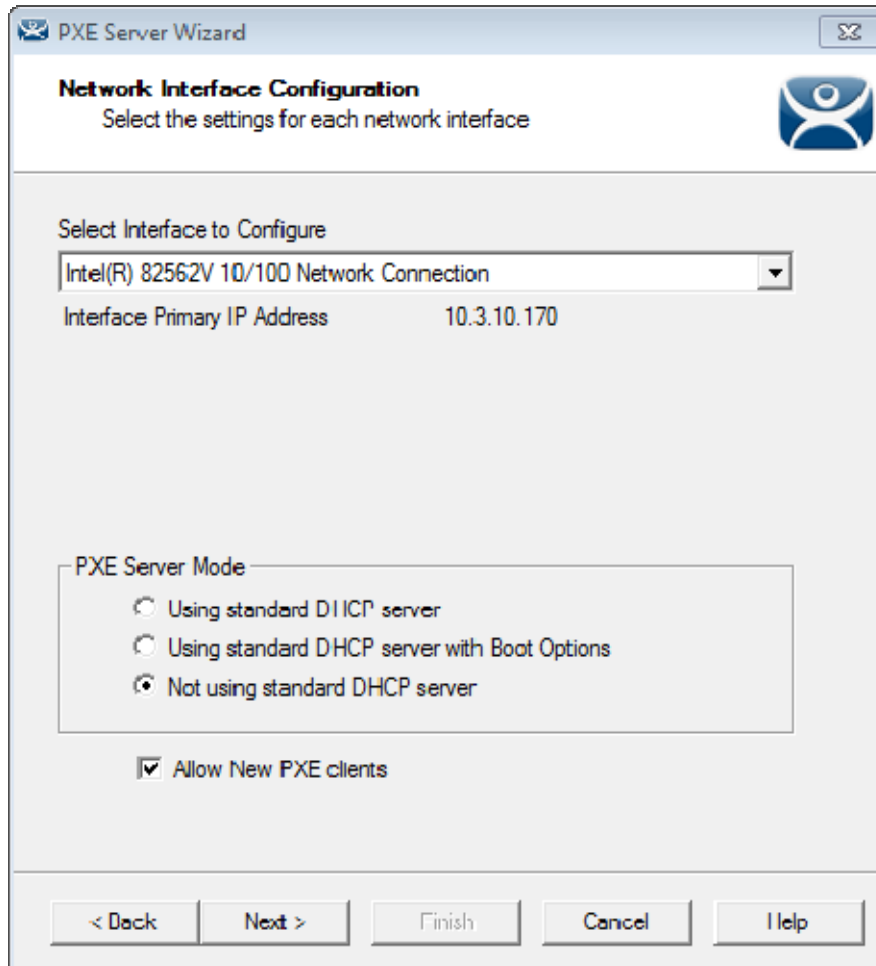 PXE Server Wizard
Network Interface Configuration
Select the settings for each network interface
Select Interface to Configure
Intel(R) 82562V 10/100 Network Connection
Interface Primary IP Address 10.3.10.170
PXE Server Mode
Using standard DHCP server
Using standard DHCP server with Boot Options
Not using standard DHCP server
Allow New PXE clients
< Back Next > Finish Cancel Help